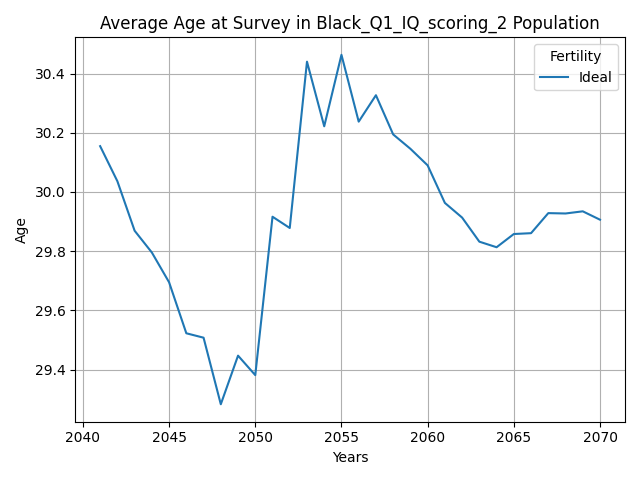 Average Age at Survey in Black_Q1_IQ_scoring_2 Population
Fertility
Ideal
30.4
30.2
30.0
29.8
29.6
29.4
Age
2040
2045
2050
2055
2060
2065
2070
Years